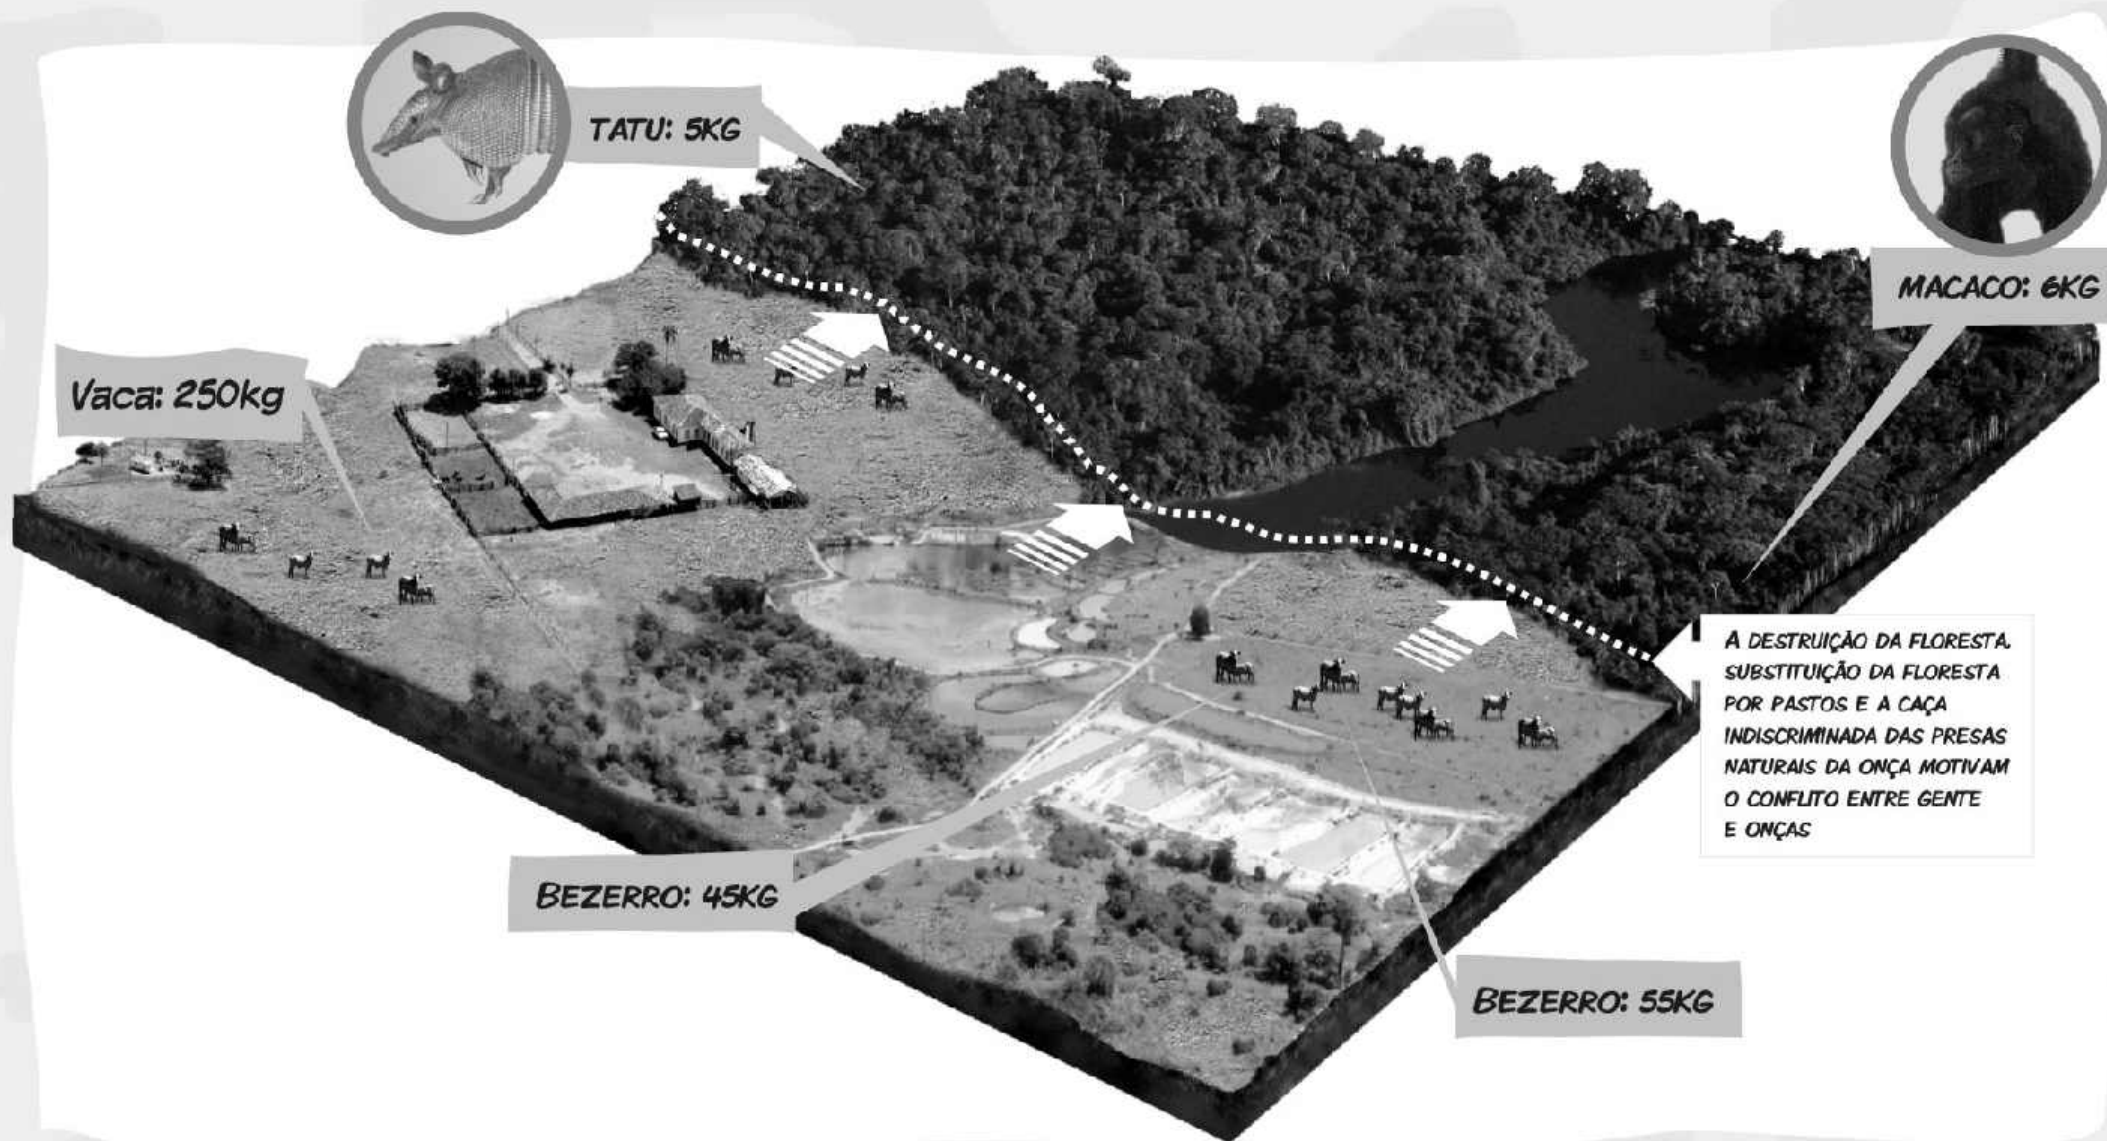 TATU: 5KG
MACACO: 6KG
Vaca: 250kg
A DESTRUIÇÃO DA FLORESTA,
SUBSTITUIÇÃO DA FLORESTA
POR PASTOS E A CAÇA
INDISCRIMINADA DAS PRESAS
NATURAIS DA ONÇA MOTIVAM
O CONFLITO ENTRE GENTE
E ONÇAS
BEZERRO: 45KG
BEZERRO: 55KG